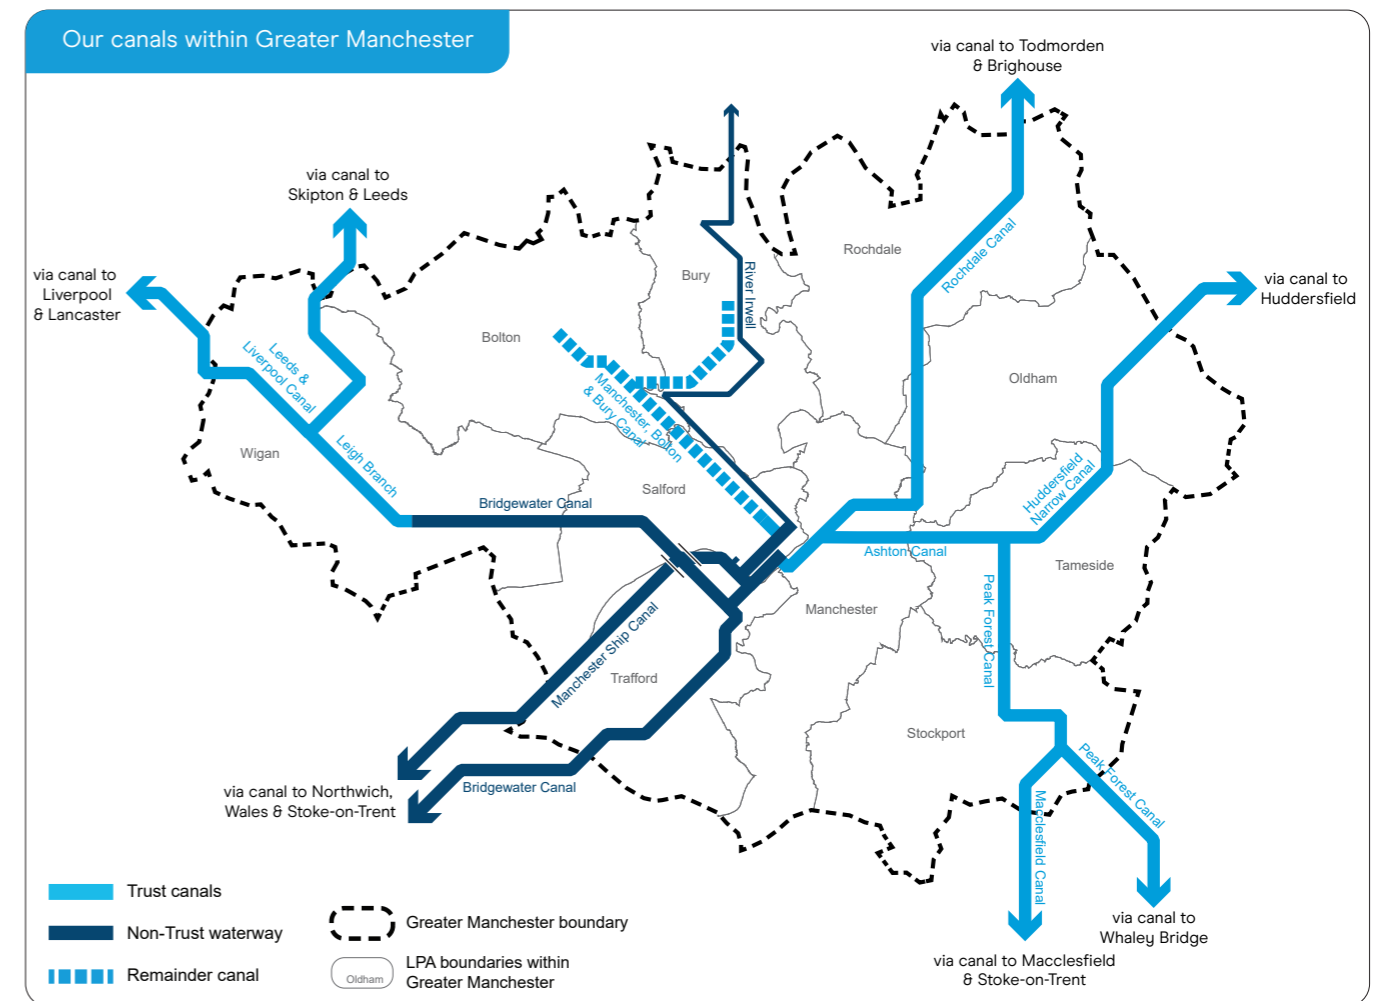 Our canals within Greater Manchester
via canal to Todmorden
& Brighouse
via canal to
Skipton & Leeds
via canal to
Liverpool
& Lancaster
via canal to
Huddersfield
Rochdale
Rochdale Canal
Bury
River Irwell
Bolton
Leeds &
Liverpool Canal
Manchester, Bolton
& Bury Canal
Oldham
Wigan
Leigh Branch
Salford
Bridgewater Canal
Huddersfield
Narrow Canal
Ashton Canal
Tameside
Peak Forest Canal
Manchester
Manchester Ship Canal
Trafford
Stockport
Bridgewater Canal
Peak Forest Canal
Macclesfield Canal
via canal to Northwich,
Wales & Stoke-on-Trent
via canal to
Whaley Bridge
via canal to Macclesfield
& Stoke-on-Trent
Trust canals
Non-Trust waterway
Remainder canal
Greater Manchester boundary
Oldham
LPA boundaries within
Greater Manchester